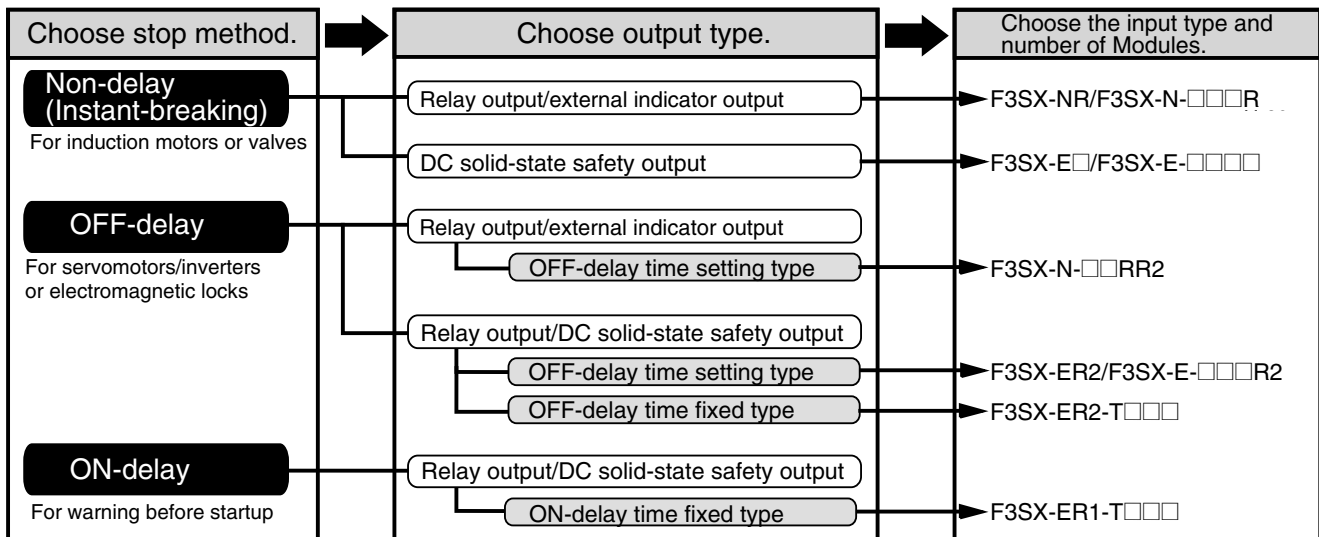 Choose stop method.
Choose output type.
Choose the input type and
number of Modules.
Non-delay
(Instant-breaking)
For induction motors or valves
Relay output/external indicator output
F3SX-NR/F3SX-N-□□□R
DC solid-state safety output
F3SX-E□/F3SX-E-□□□□
OFF-delay
For servomotors/inverters
or electromagnetic locks
Relay output/external indicator output
OFF-delay time setting type
F3SX-N-□□RR2
Relay output/DC solid-state safety output
OFF-delay time setting type
F3SX-ER2/F3SX-E-□□□R2
OFF-delay time fixed type
F3SX-ER2-T□□□
ON-delay
For warning before startup
Relay output/DC solid-state safety output
ON-delay time fixed type
F3SX-ER1-T□□□